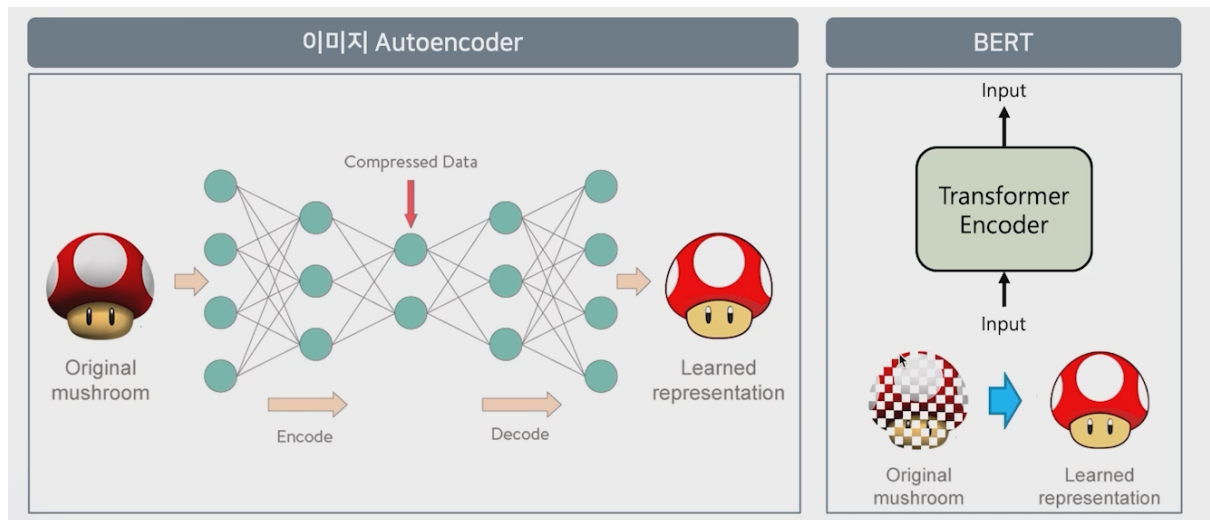 이미지 Autoencoder
Compressed Data
Original
mushroom
Learned
representation
Encode
Decode
BERT
Input
Transformer
Encoder
Input
Original
mushroom
Learned
representation